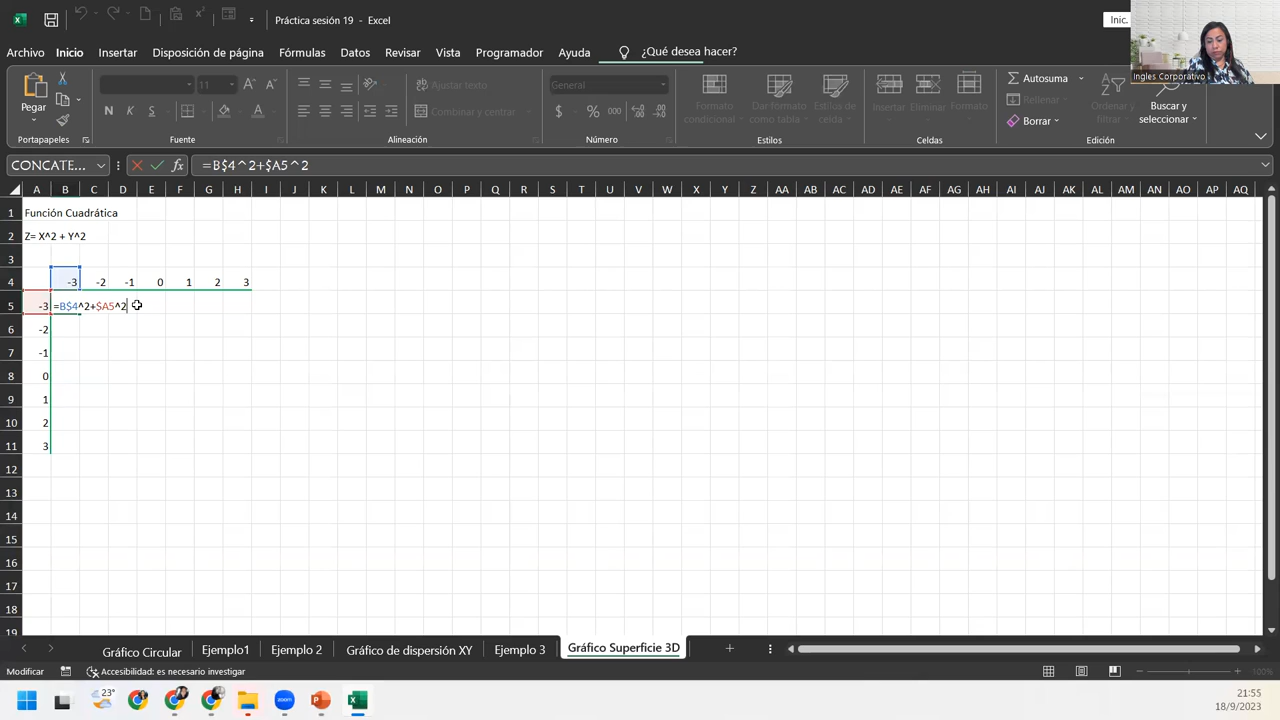 Práctica sesión 19 - Excel
Inic.
Ingles Corporativo
Archivo Inicio Insertar Disposición de página Fórmulas Datos Revisar Programador Ayuda ¿Qué desea hacer?
Pegar
N K S
General
$ % 000
Combinar y centrar
Formato condicional
Dar formato como tabla
Estilos de celda
Insertar
Eliminar
Formato
Autosuma
Rellenar
Borrar
Ordenar y filtrar
Buscar y seleccionar
Portapapeles Fuente Alineación Número Estilos Celdas Edición
CONCATE... fx =B$4^2+$A5^2
A B C D E F G H I J K L M N O P Q R S T U V W X Y Z AA AB AC AD AE AF AG AH AI AJ AK AL AM AN AO AP AQ
1 Función Cuadrática
2 Z= X^2 + Y^2
3
4 -3 -2 -1 0 1 2 3
5 -3 =B$4^2+$A5^2
6 -2
7 -1
8 0
9 1
10 2
11 3
12
13
14
15
16
17
18
19
Gráfico Circular Ejemplo1 Ejemplo 2 Gráfico de dispersión XY Ejemplo 3 Gráfico Superficie 3D
Modificar Accesibilidad: es necesario investigar 100%
23° zoom 21:55
18/9/2023